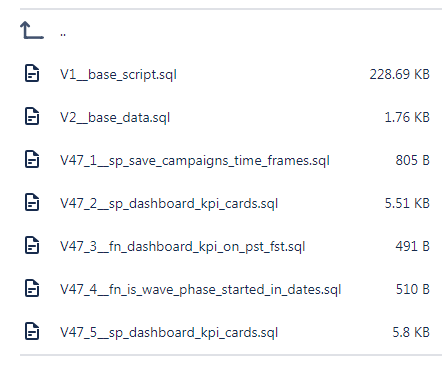 ..
V1__base_script.sql 228.69 KB
V2__base_data.sql 1.76 KB
V47_1__sp_save_campaigns_time_frames.sql 805 B
V47_2__sp_dashboard_kpi_cards.sql 5.51 KB
V47_3__fn_dashboard_kpi_on_pst_fst.sql 491 B
V47_4__fn_is_wave_phase_started_in_dates.sql 510 B
V47_5__sp_dashboard_kpi_cards.sql 5.8 KB